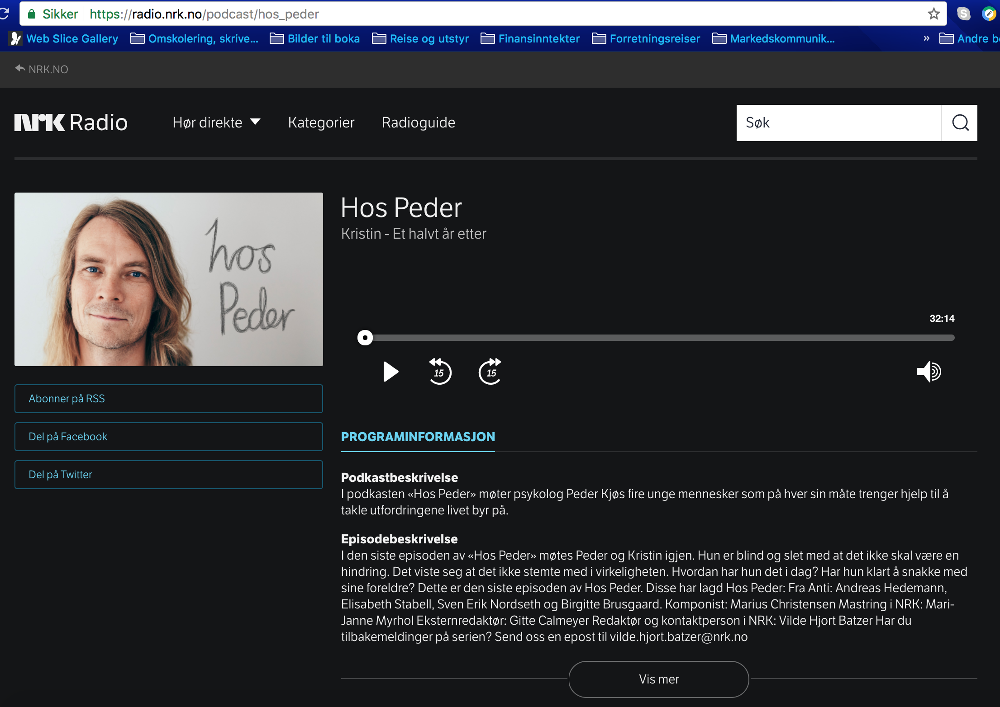 Sikker https://radio.nrk.no/podcast/hos_peder
Web Slice Gallery Omskolering, skrive... Bilder til boka Reise og utstyr Finansinntekter Forretningsreiser Markedskommunik... » Andre
NRK.NO
NRK Radio Hør direkte Kategorier Radioguide Søk
hos
Peder
Hos Peder
Kristin - Et halvt år etter
32:14
15 15
Abonner på RSS
Del på Facebook
Del på Twitter
PROGRAMINFORMASJON
Podkastbeskrivelse
I podkasten «Hos Peder» møter psykolog Peder Kjøs fire unge mennesker som på hver sin måte trenger hjelp til å
takle utfordringene livet byr på.
Episodebeskrivelse
I den siste episoden av «Hos Peder» møtes Peder og Kristin igjen. Hun er blind og slet med at det ikke skal være en
hindring. Det viste seg at det ikke stemte med i virkeligheten. Hvordan har hun det i dag? Har hun klart å snakke med
sine foreldre? Dette er den siste episoden av Hos Peder. Disse har lagd Hos Peder: Fra Anti: Andreas Hedemann,
Elisabeth Stabell, Sven Erik Nordseth og Birgitte Brusgaard. Komponist: Marius Christensen Mastring i NRK: Mari-
Janne Myrhol Eksternredaktør: Gitte Calmeyer Redaktør og kontaktperson i NRK: Vilde Hjort Batzer Har du
tilbakemeldinger på serien? Send oss en epost til vilde.hjort.batzer@nrk.no
Vis mer